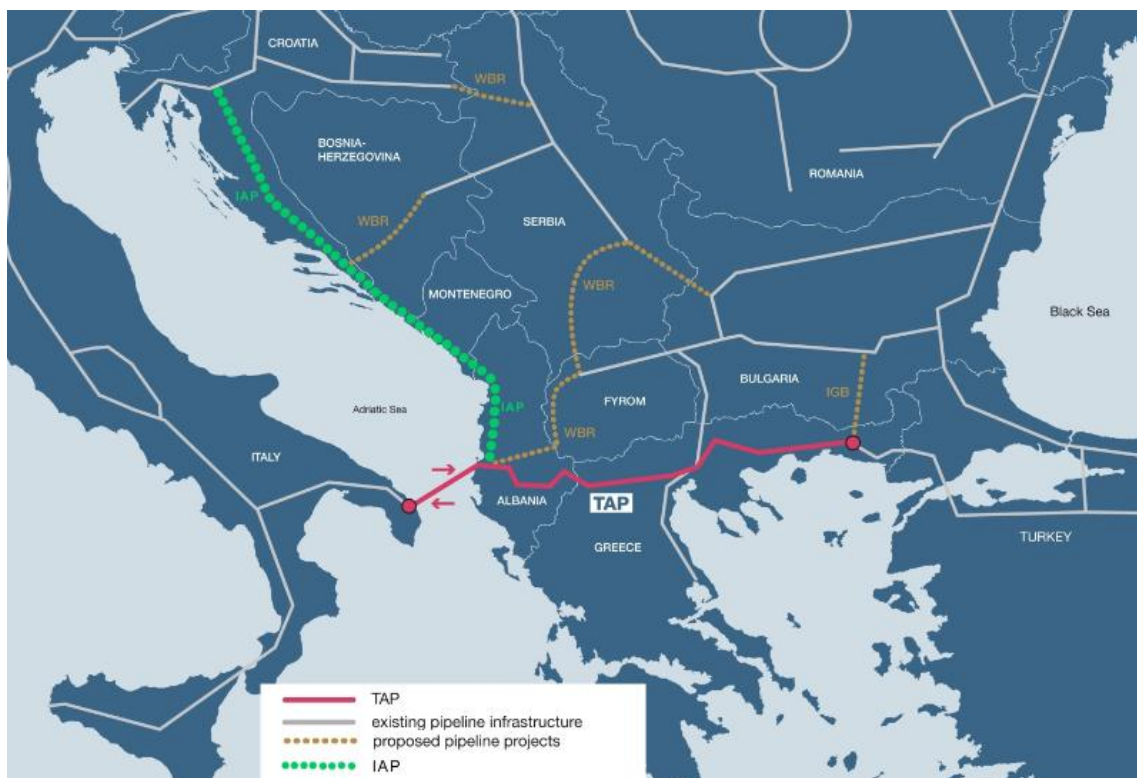 CROATIA
WBR
BOSNIA-
HERZEGOVINA
ROMANIA
IAP
WBR
SERBIA
WBR
MONTENEGRO
Black Sea
BULGARIA
IGB
FYROM
Adriatic Sea
IAP
WBR
ITALY
ALBANIA
TAP
GREECE
TURKEY
TAP
existing pipeline infrastructure
proposed pipeline projects
IAP